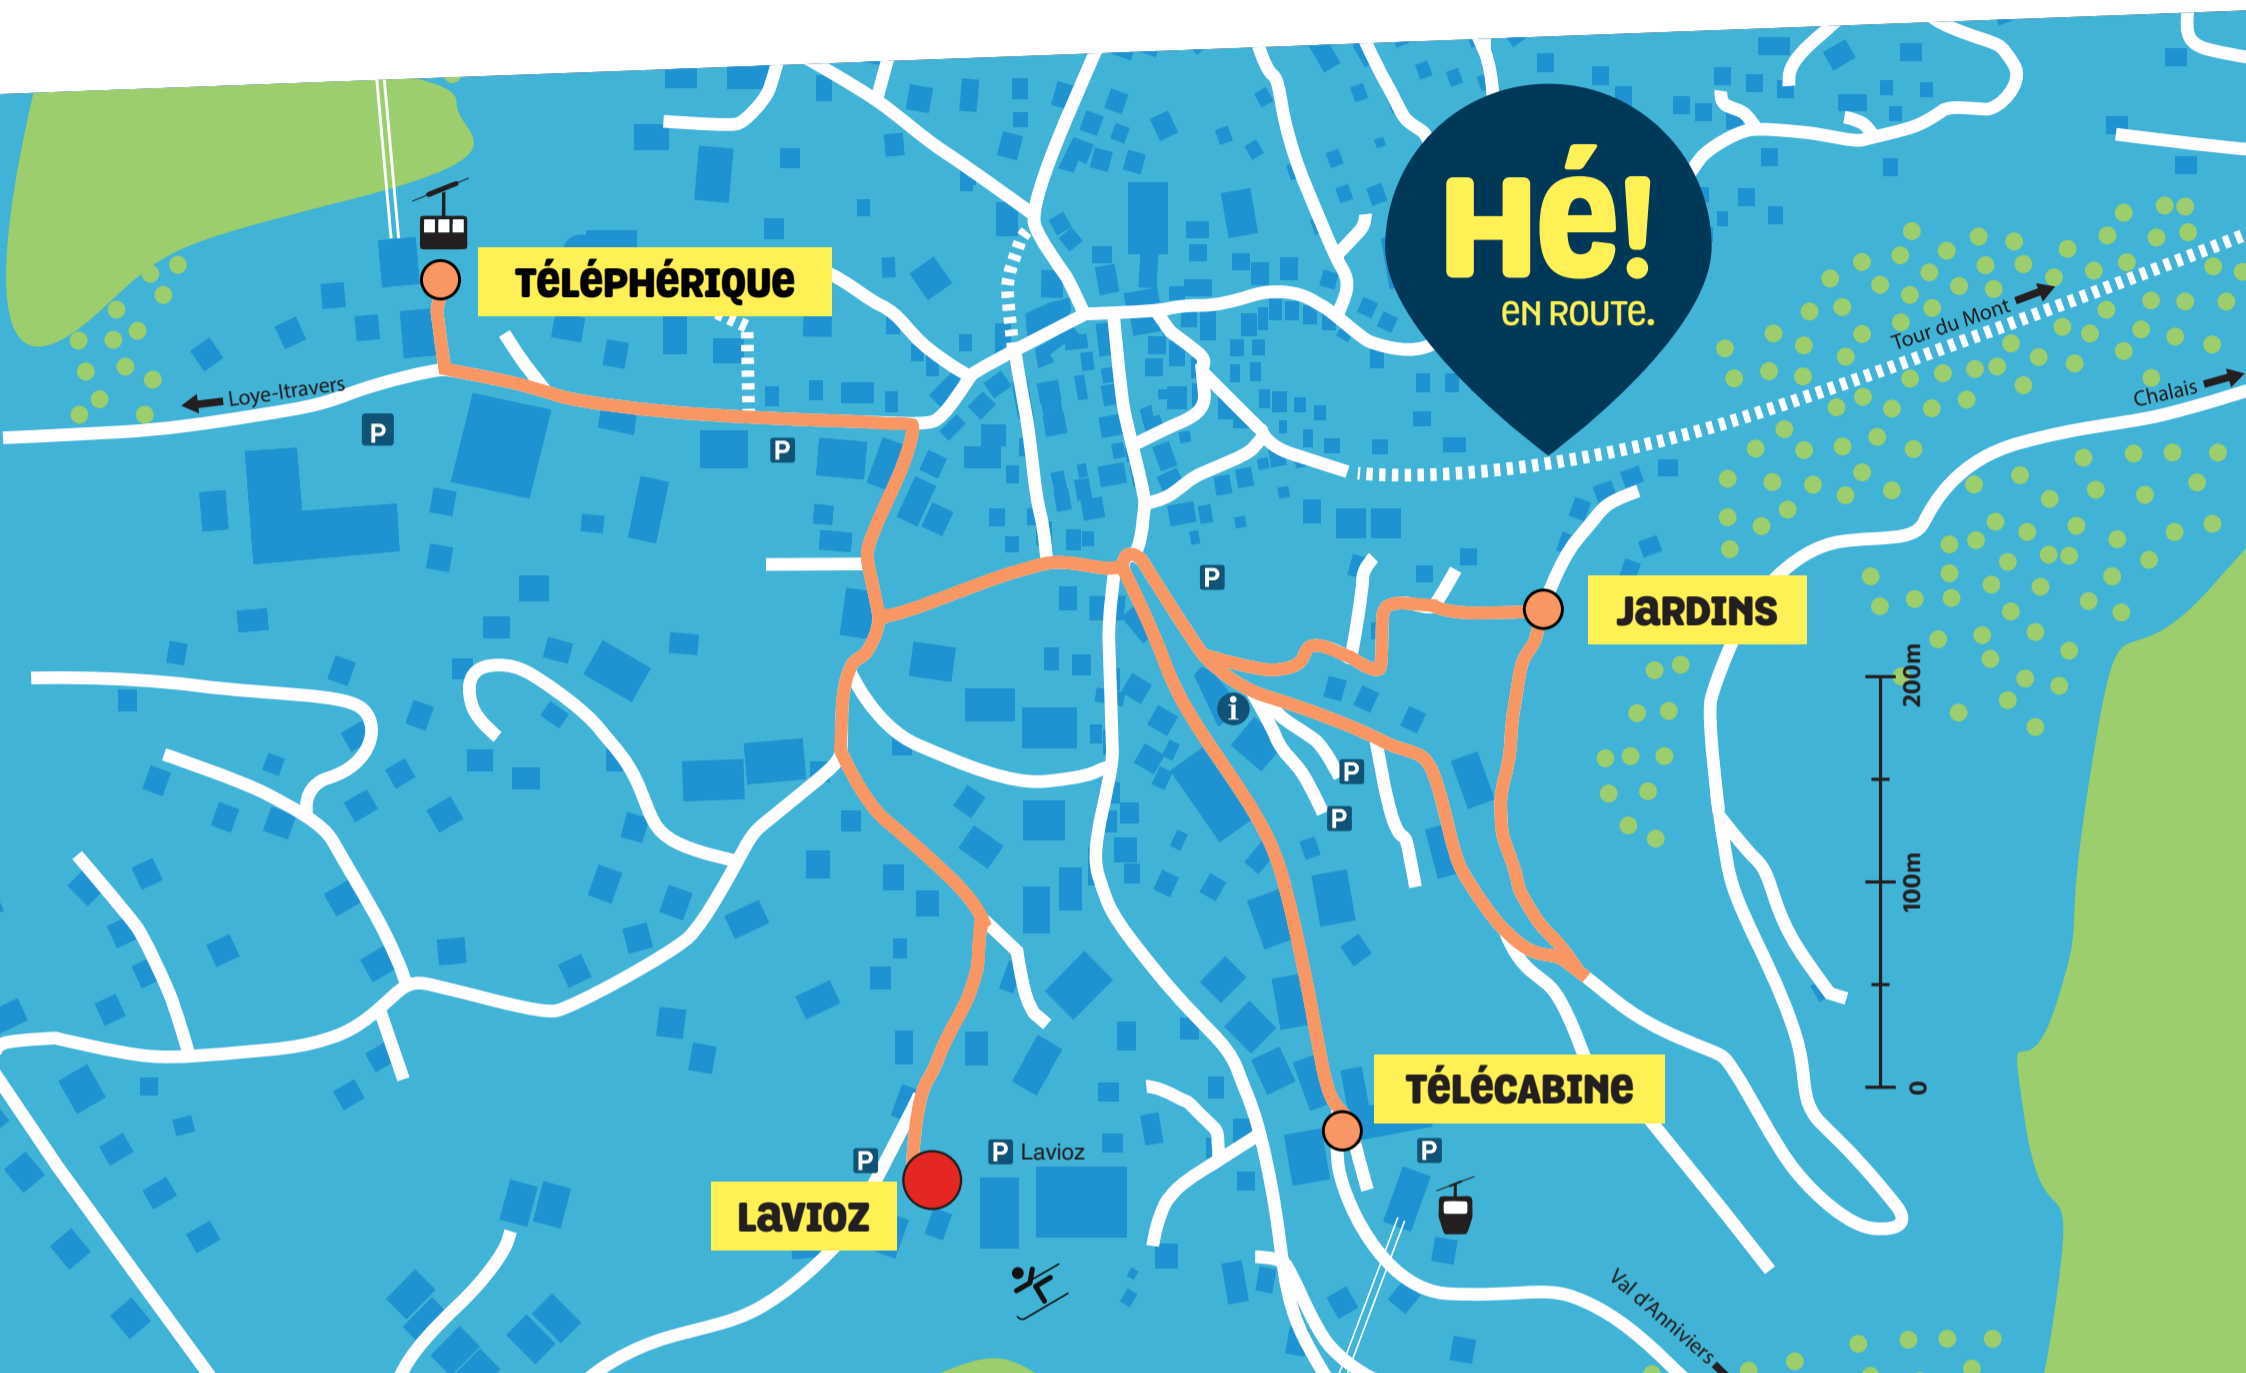 Hé!
en route.
Téléphérique
Tour du Mont
Chalais
Loye-Itravers
P
P
P
Jardins
200m
i
P
P
100m
Télécabine
0
P
P
P Lavioz
Lavioz
Val d'Anniviers